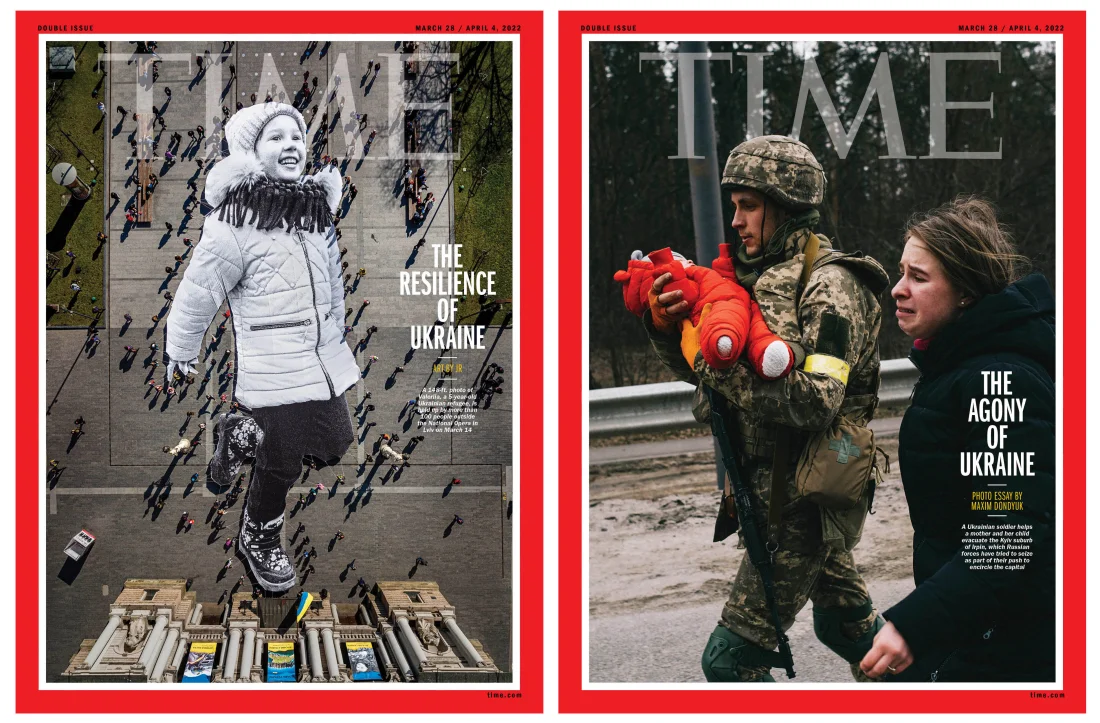 DOUBLE ISSUE
MARCH 28 / APRIL 4, 2022
TIME
THE
RESILIENCE
OF
UKRAINE
ART BY JR
A 148-ft. photo of
Valeriia, a 5-year-old
Ukrainian refugee, is
held up by more than
100 people outside
the National Opera in
Lviv on March 14
time.com
DOUBLE ISSUE
MARCH 28 / APRIL 4, 2022
TIME
THE
AGONY
OF
UKRAINE
PHOTO ESSAY BY
MAXIM DONDYUK
A Ukrainian soldier helps
a mother and her child
evacuate the Kyiv suburb
of Irpin, which Russian
forces have tried to seize
as part of their push to
encircle the capital
time.com